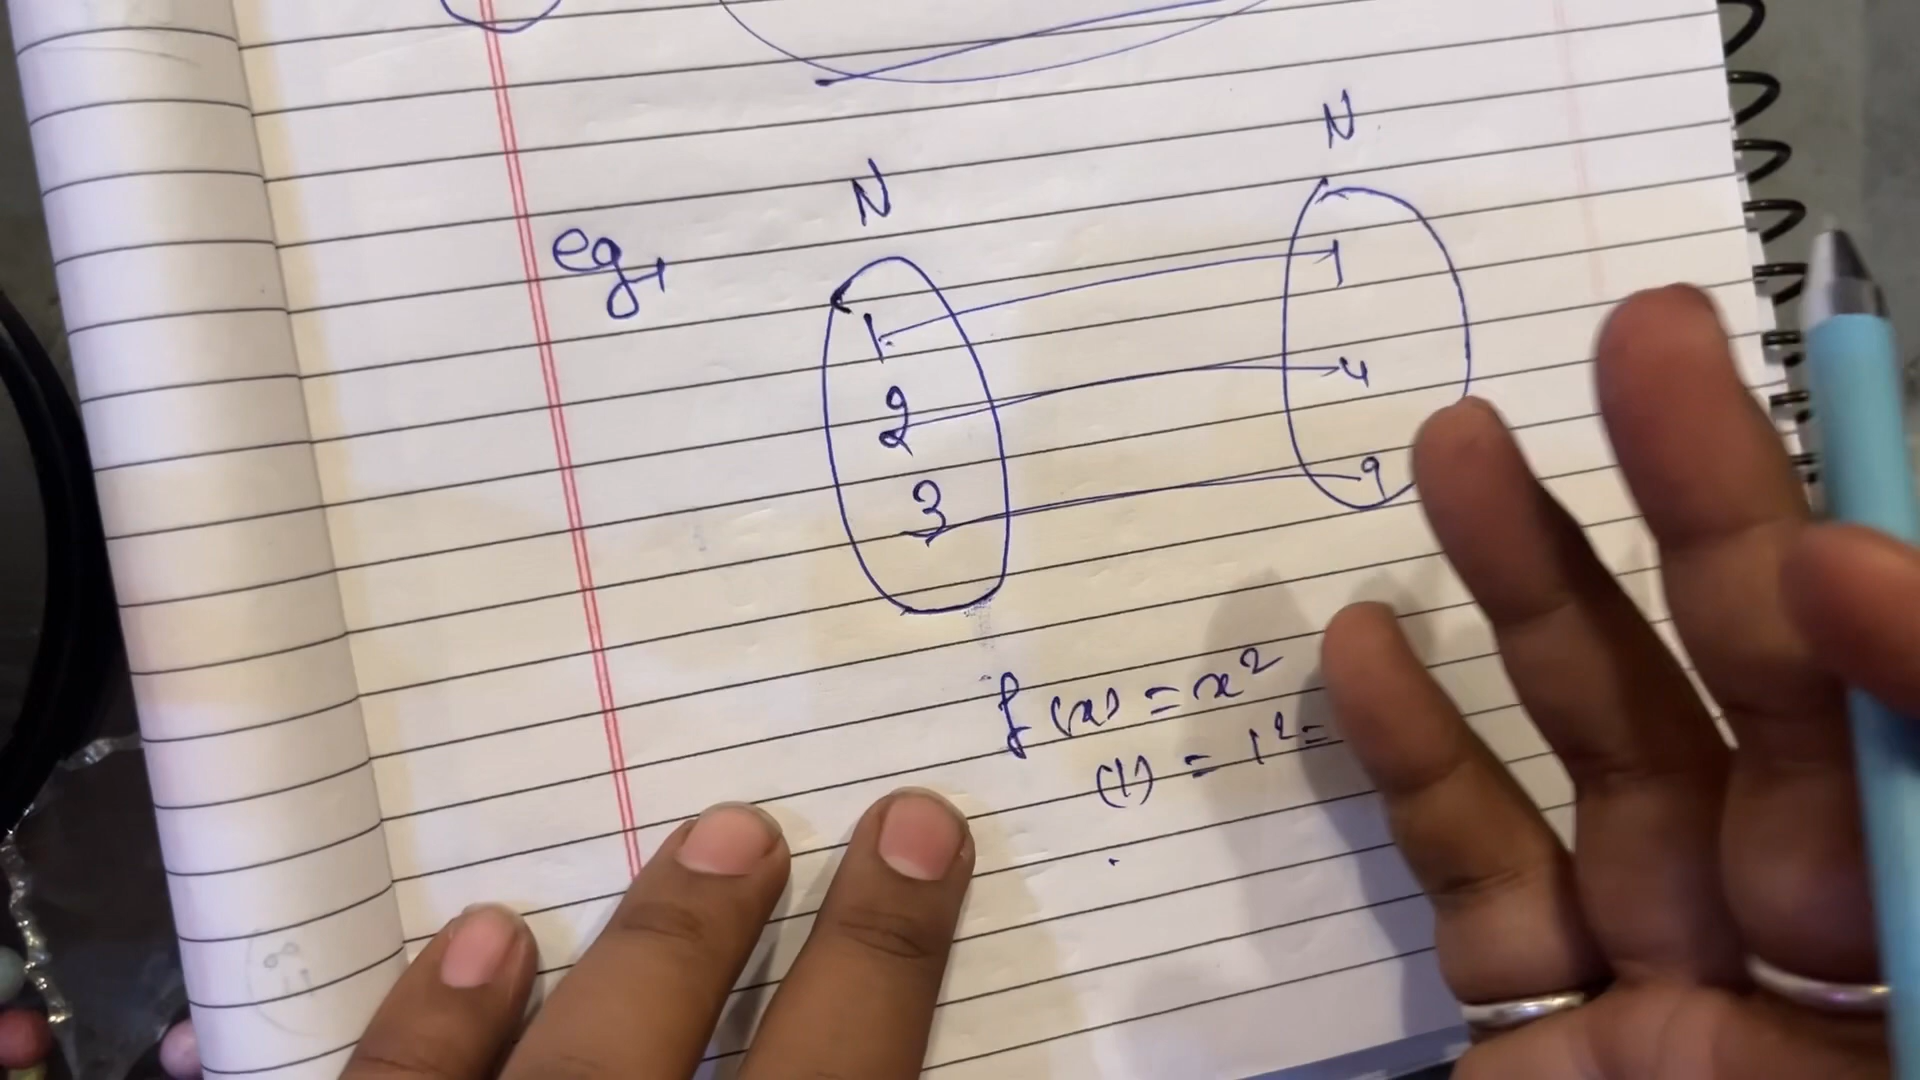 N N
eg,
1 1
2 4
3 9
f(x) = x²
(1) = 1² =